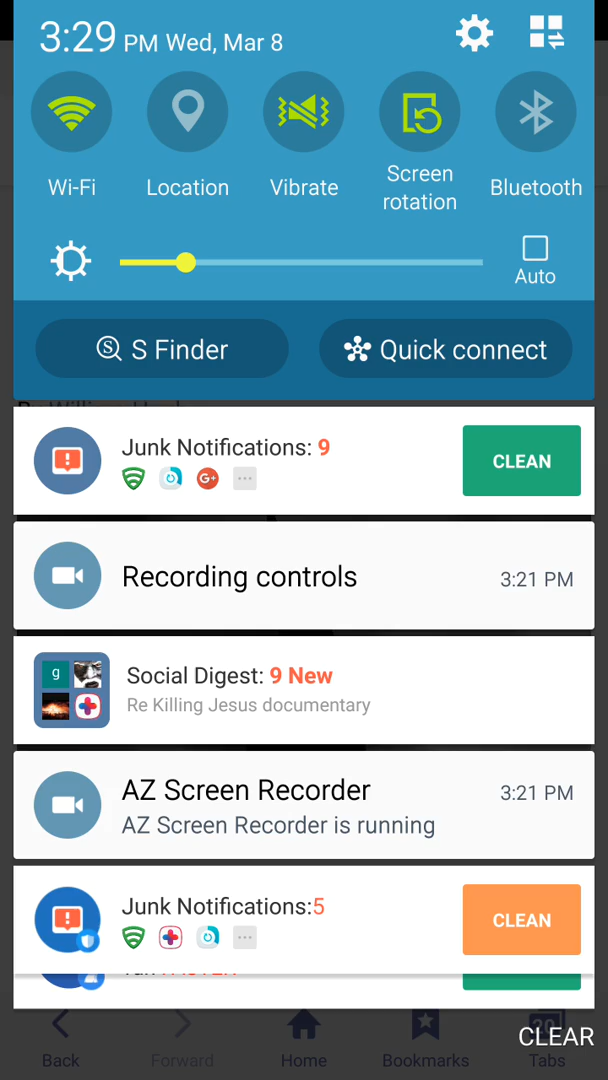 3:29 PM Wed, Mar 8
Wi-Fi
Location
Vibrate
Screen
rotation
Bluetooth
Auto
S Finder
Quick connect
Junk Notifications: 9
G+
CLEAN
Recording controls
3:21 PM
g
Social Digest: 9 New
Re Killing Jesus documentary
AZ Screen Recorder
3:21 PM
AZ Screen Recorder is running
Junk Notifications:5
CLEAN
Back
Forward
Home
Bookmarks
20
Tabs
CLEAR